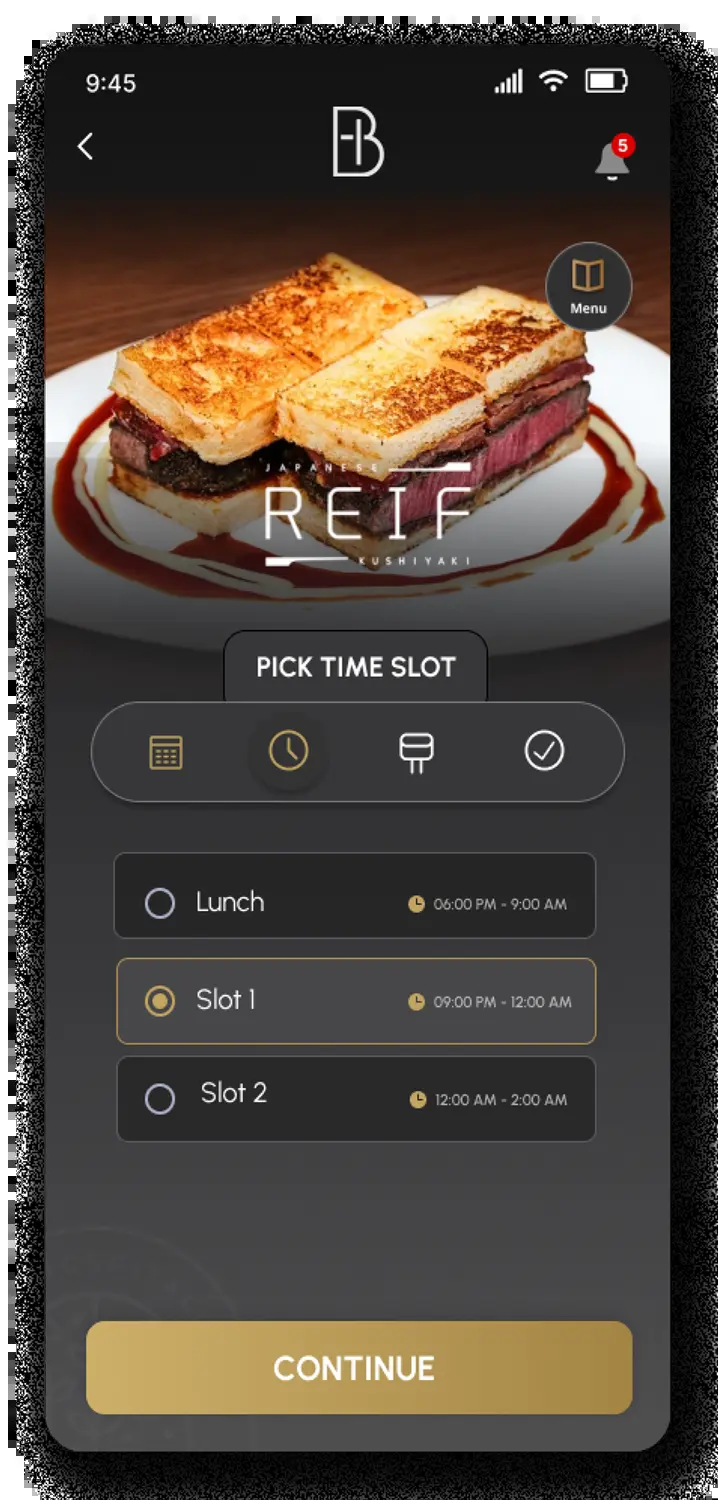 9:45
5
Menu
JAPANESE
REIF
KUSHIYAKI
PICK TIME SLOT
Lunch 06:00 PM - 9:00 AM
Slot 1 09:00 PM - 12:00 AM
Slot 2 12:00 AM - 2:00 AM
CONTINUE